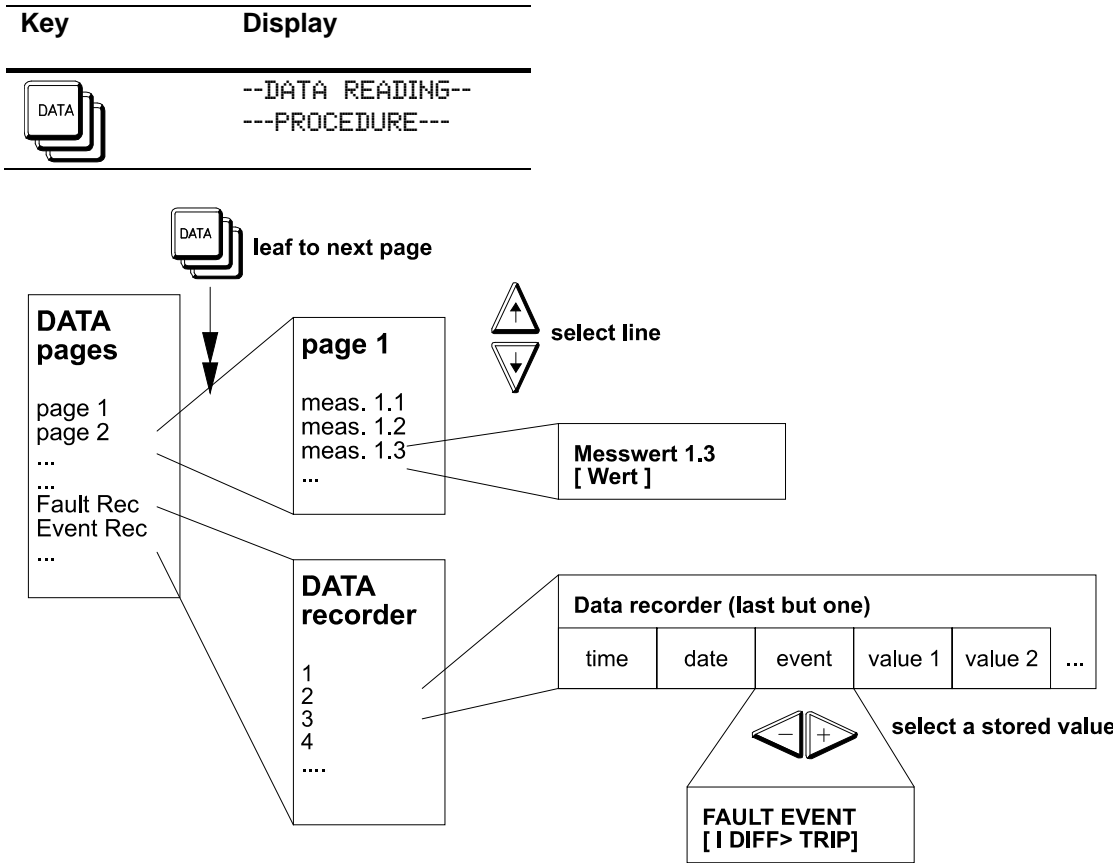 Key Display
DATA
--DATA READING--
---PROCEDURE---
DATA
leaf to next page
DATA
pages
page 1
page 2
...
...
Fault Rec
Event Rec
...
page 1
meas. 1.1
meas. 1.2
meas. 1.3
...
select line
Messwert 1.3
[ Wert ]
DATA
recorder
1
2
3
4
....
Data recorder (last but one)
time date event value 1 value 2 ...
- +
select a stored value
FAULT EVENT
[ I DIFF> TRIP]